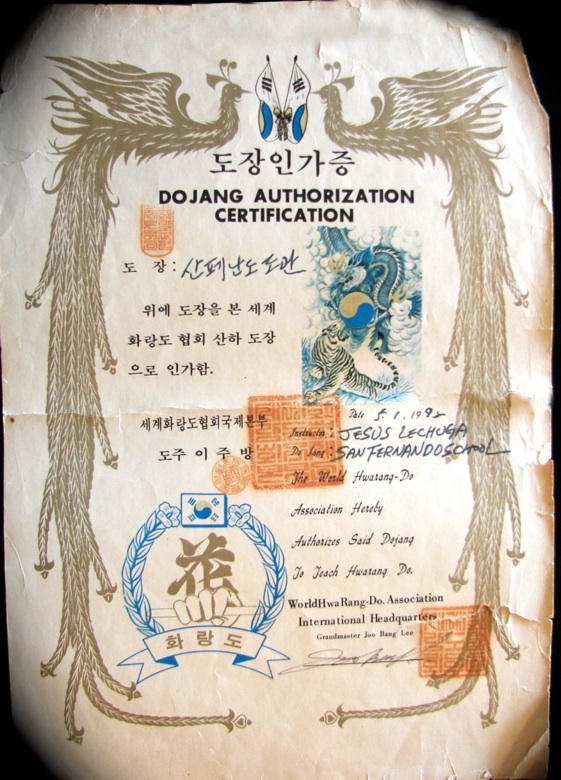 도장인가증
DOJANG AUTHORIZATION
CERTIFICATION
도 장 : 산페난도도관
위에 도장을 본 세계
화랑도 협회 산하 도장
으로 인가함.
세계화랑도협회국제본부
도주 이 주 방
Date 5.1.1992
Instructor : JESUS LECHUGA
Do Jang : SAN FERNANDO SCHOOL
The World Hwarang-Do
Association Hereby
Authorizes Said Dojang
To Teach Hwarang Do.
WorldHwaRang-Do. Association
International Headquarters
Grandmaster Joo Bang Lee
花
화랑도